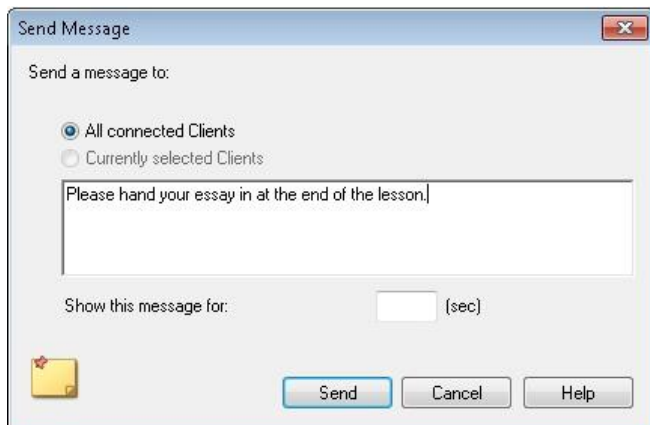 Send Message
Send a message to:
All connected Clients
Currently selected Clients
Please hand your essay in at the end of the lesson.
Show this message for: (sec)
Send Cancel Help